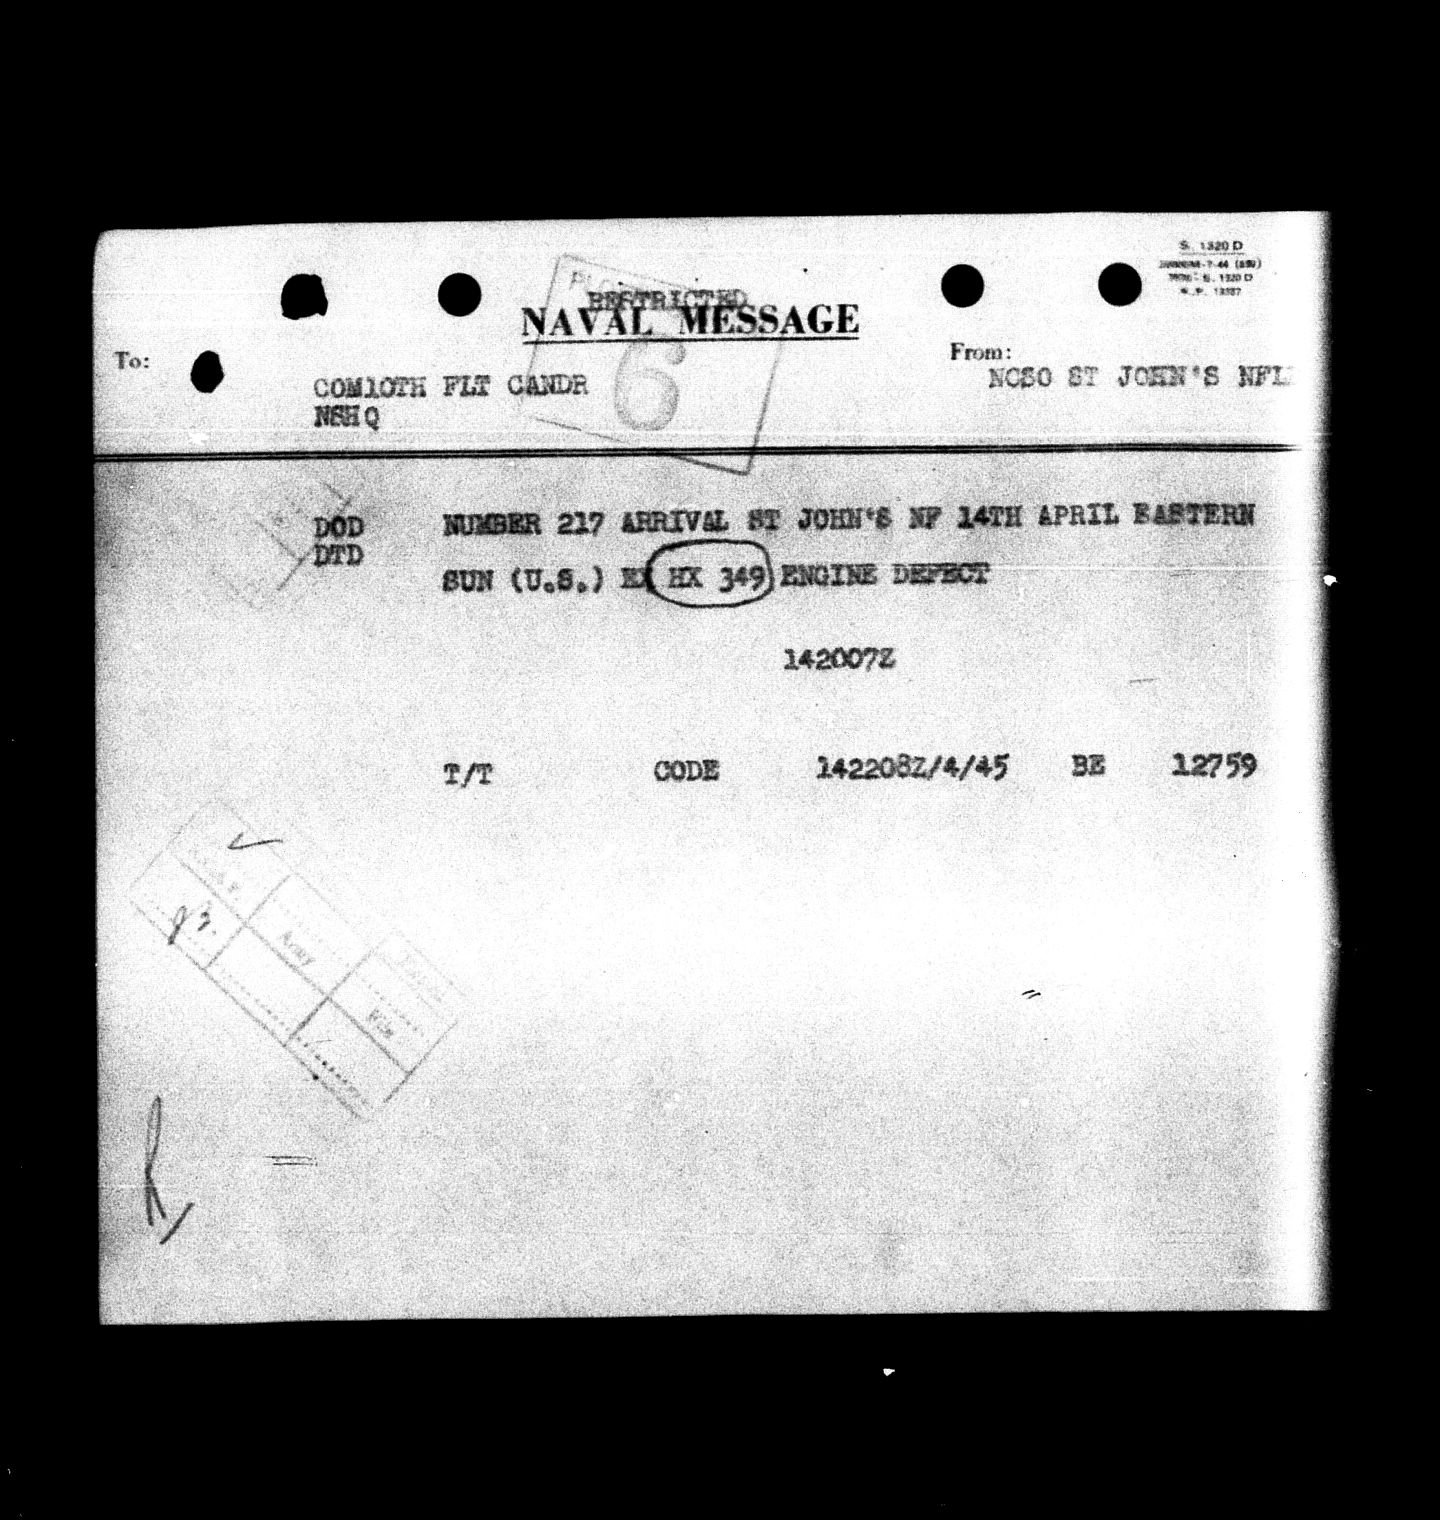 S. 1320 D
RESTRICTED
NAVAL MESSAGE
6
To:
From:
COM10TH FLT CANDR
NCSO ST JOHN'S NFL
NSHQ
DOD NUMBER 217 ARRIVAL ST JOHN'S NF 14TH APRIL EASTERN
DTD
SUN (U.S.) EX HX 349 ENGINE DEFECT
142007Z
T/T CODE 142208Z/4/45 BE 12759
Army